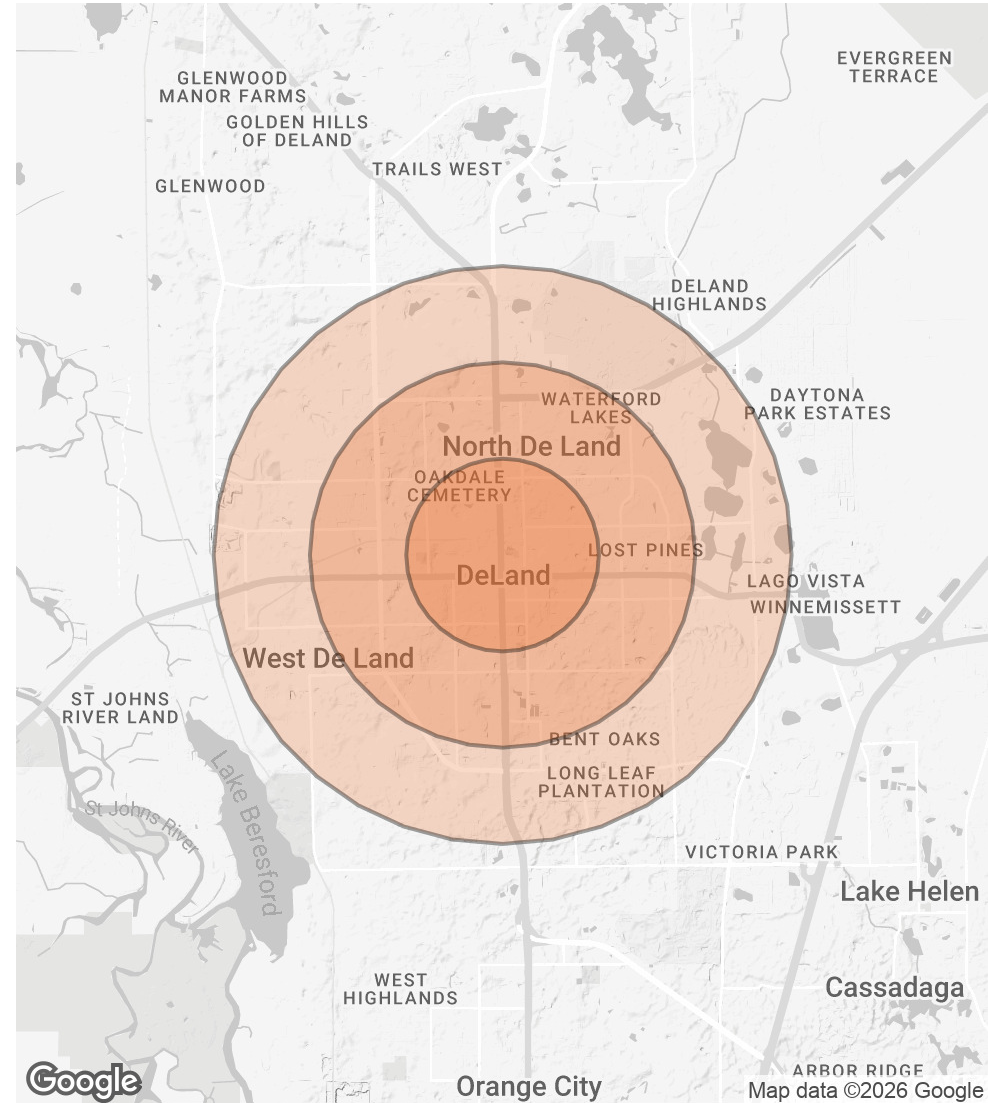 EVERGREEN
TERRACE
GLENWOOD
MANOR FARMS
GOLDEN HILLS
OF DELAND
TRAILS WEST
GLENWOOD
DELAND
HIGHLANDS
DAYTONA
PARK ESTATES
WATERFORD
LAKES
North De Land
OAKDALE
CEMETERY
LOST PINES
DeLand
LAGO VISTA
WINNEMISSETT
West De Land
ST JOHNS
RIVER LAND
BENT OAKS
LONG LEAF
PLANTATION
Lake Beresford
St Johns River
VICTORIA PARK
Lake Helen
WEST
HIGHLANDS
Cassadaga
ARBOR RIDGE
Google
Orange City
Map data ©2026 Google